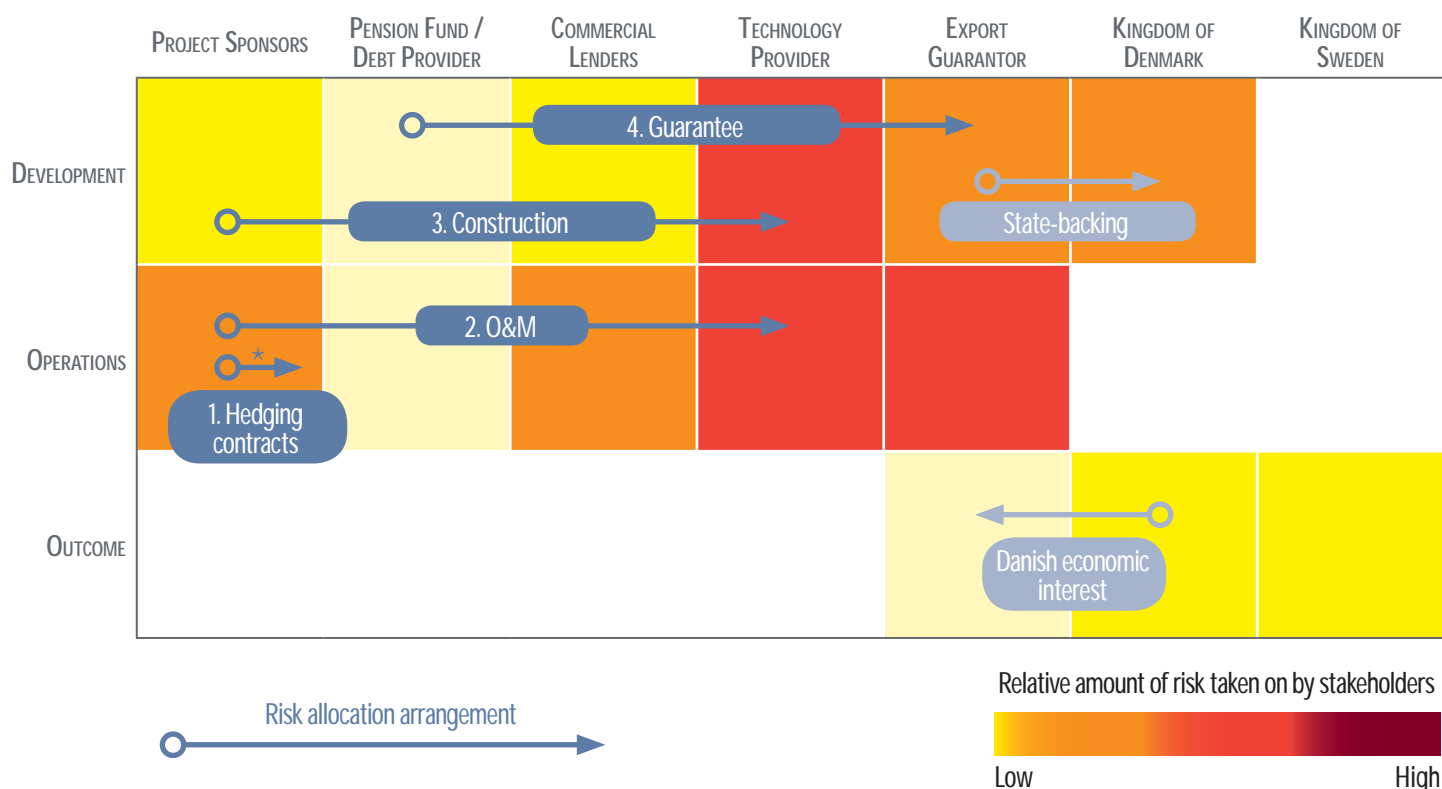 Project Sponsors
Pension Fund /
Debt Provider
Commercial
Lenders
Technology
Provider
Export
Guarantor
Kingdom of
Denmark
Kingdom of
Sweden
Development
4. Guarantee
3. Construction
State-backing
Operations
2. O&M
*
1. Hedging
contracts
Outcome
Danish economic
interest
Risk allocation arrangement
Relative amount of risk taken on by stakeholders
Low
High